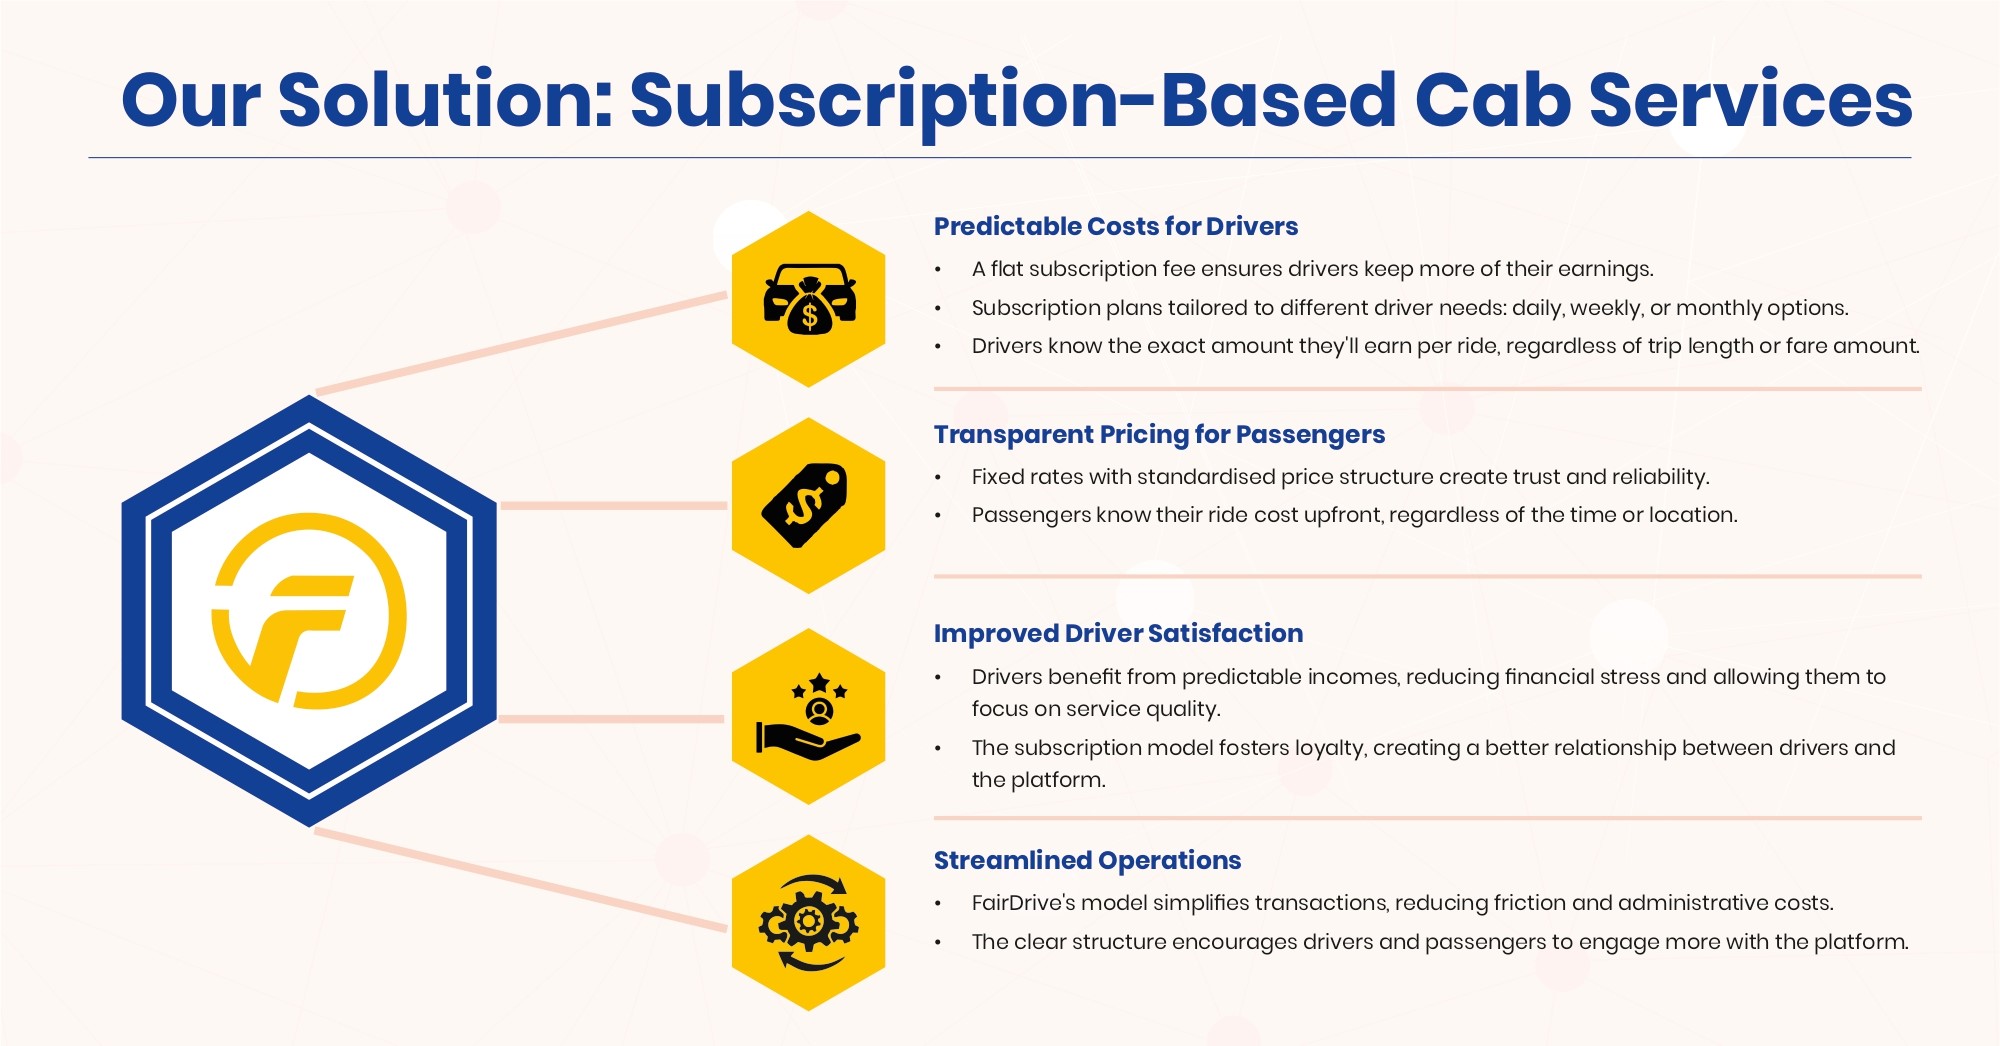 Our Solution: Subscription-Based Cab Services
Predictable Costs for Drivers
• A flat subscription fee ensures drivers keep more of their earnings.
• Subscription plans tailored to different driver needs: daily, weekly, or monthly options.
• Drivers know the exact amount they'll earn per ride, regardless of trip length or fare amount.
Transparent Pricing for Passengers
• Fixed rates with standardised price structure create trust and reliability.
• Passengers know their ride cost upfront, regardless of the time or location.
Improved Driver Satisfaction
• Drivers benefit from predictable incomes, reducing financial stress and allowing them to
focus on service quality.
• The subscription model fosters loyalty, creating a better relationship between drivers and
the platform.
Streamlined Operations
• FairDrive's model simplifies transactions, reducing friction and administrative costs.
• The clear structure encourages drivers and passengers to engage more with the platform.